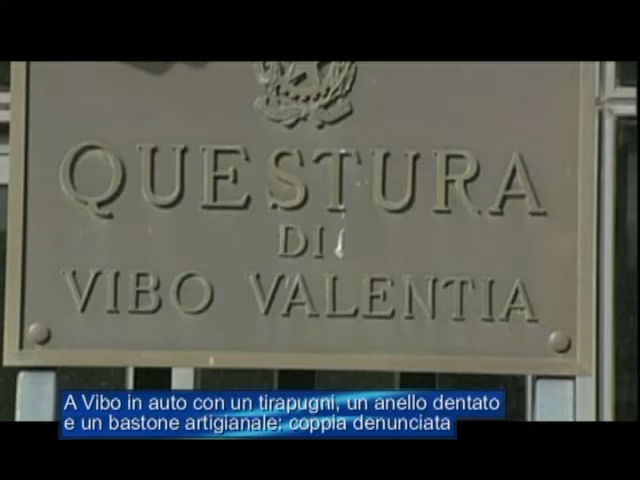 QUESTURA
DI
VIBO VALENTIA
A Vibo in auto con un tirapugni, un anello dentato
e un bastone artigianale: coppia denunciata